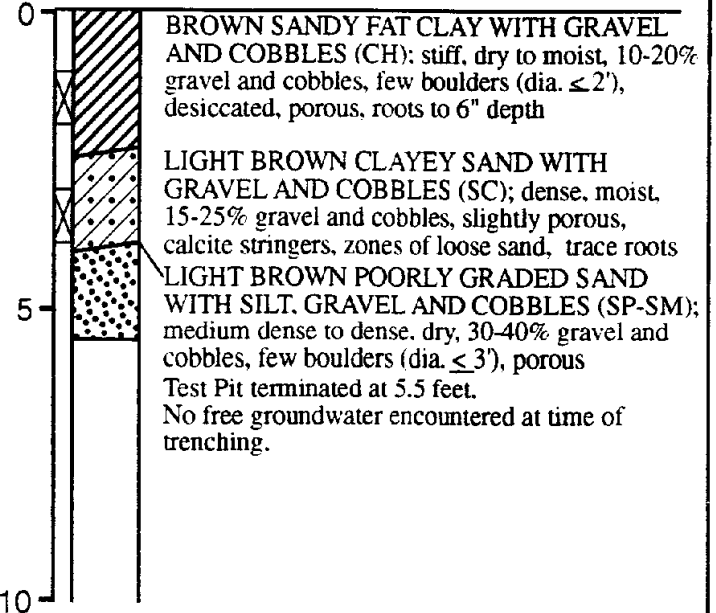 0
BROWN SANDY FAT CLAY WITH GRAVEL
AND COBBLES (CH): stiff, dry to moist, 10-20%
gravel and cobbles, few boulders (dia. ≤ 2'),
desiccated, porous, roots to 6" depth
LIGHT BROWN CLAYEY SAND WITH
GRAVEL AND COBBLES (SC); dense, moist,
15-25% gravel and cobbles, slightly porous,
calcite stringers, zones of loose sand, trace roots
LIGHT BROWN POORLY GRADED SAND
5
WITH SILT, GRAVEL AND COBBLES (SP-SM);
medium dense to dense, dry, 30-40% gravel and
cobbles, few boulders (dia. ≤ 3'), porous
Test Pit terminated at 5.5 feet.
No free groundwater encountered at time of
trenching.
10